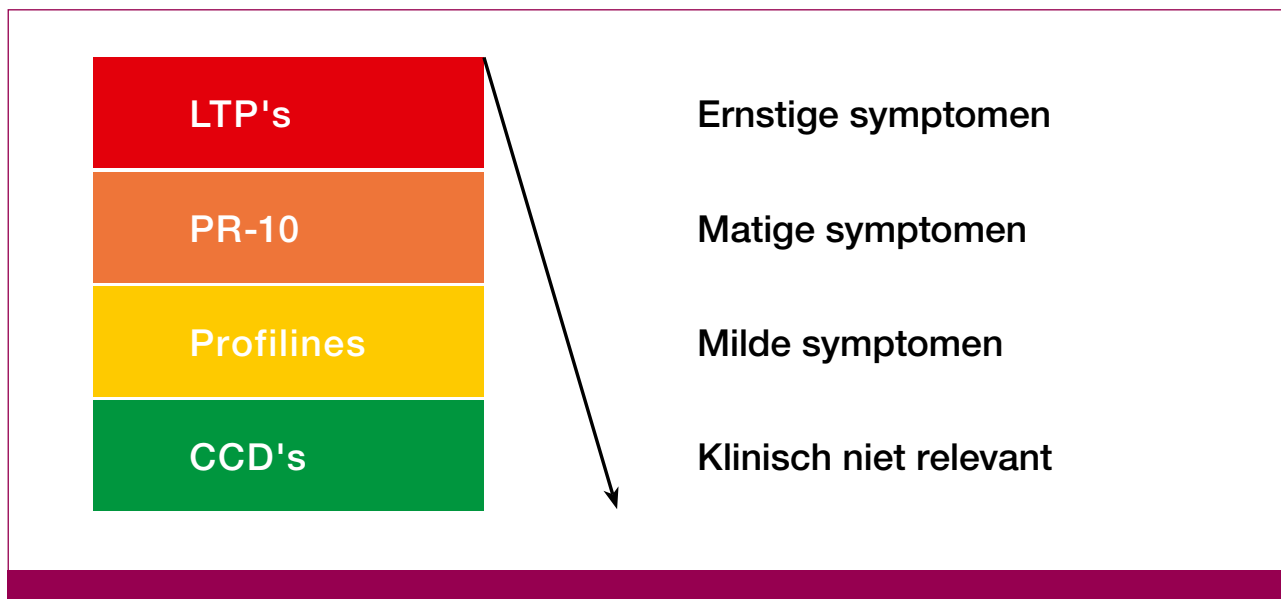 LTP's Ernstige symptomen
PR-10 Matige symptomen
Profilines Milde symptomen
CCD's Klinisch niet relevant